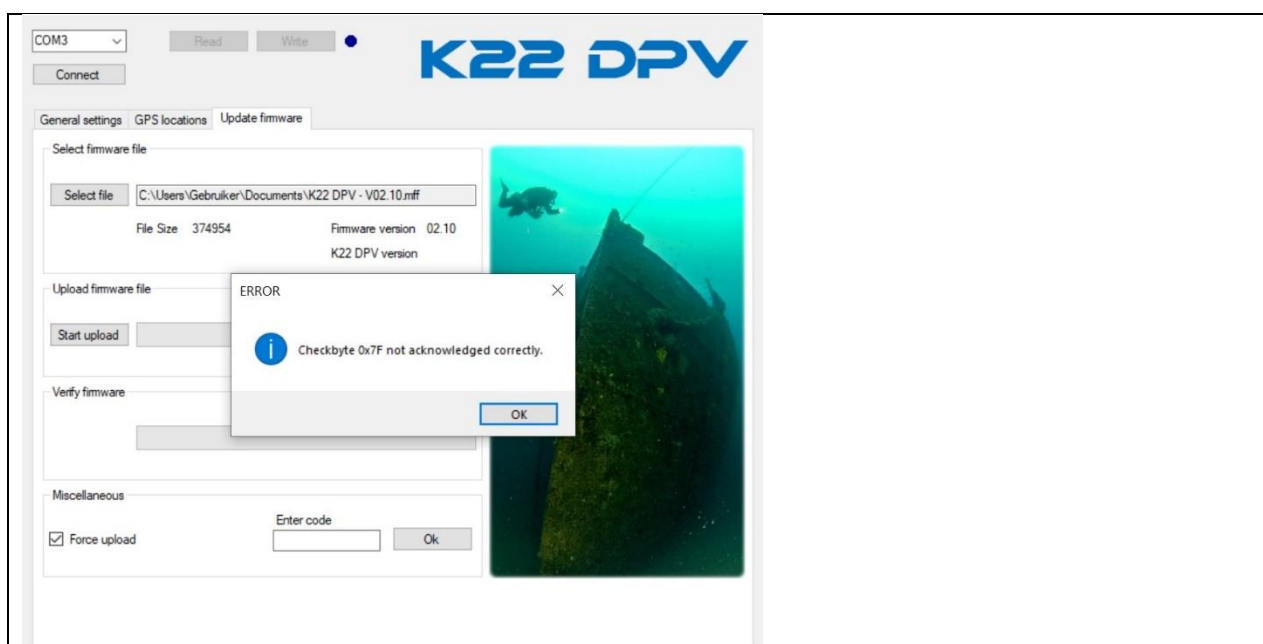 COM3 Read Write
K22 DPV
Connect
General settings GPS locations Update firmware
Select firmware file
Select file C:\Users\Gebruiker\Documents\K22 DPV - V02.10.mff
File Size 374954 Firmware version 02.10
K22 DPV version
Upload firmware file
ERROR
Start upload
Checkbyte 0x7F not acknowledged correctly.
Verify firmware
OK
Miscellaneous
Enter code
Force upload Ok